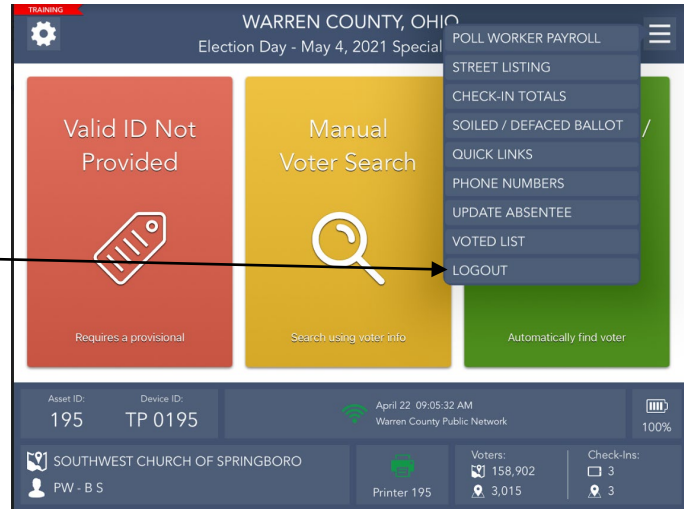 TRAINING
WARREN COUNTY, OHIO
Election Day - May 4, 2021 Special
POLL WORKER PAYROLL
STREET LISTING
CHECK-IN TOTALS
SOILED / DEFACED BALLOT
QUICK LINKS
PHONE NUMBERS
UPDATE ABSENTEE
VOTED LIST
LOGOUT
Valid ID Not
Provided
Requires a provisional
Manual
Voter Search
Search using voter info
/
Automatically find voter
Asset ID:
195
Device ID:
TP 0195
April 22 09:05:32 AM
Warren County Public Network
100%
SOUTHWEST CHURCH OF SPRINGBORO
PW - B S
Printer 195
Voters:
158,902
3,015
Check-Ins:
3
3